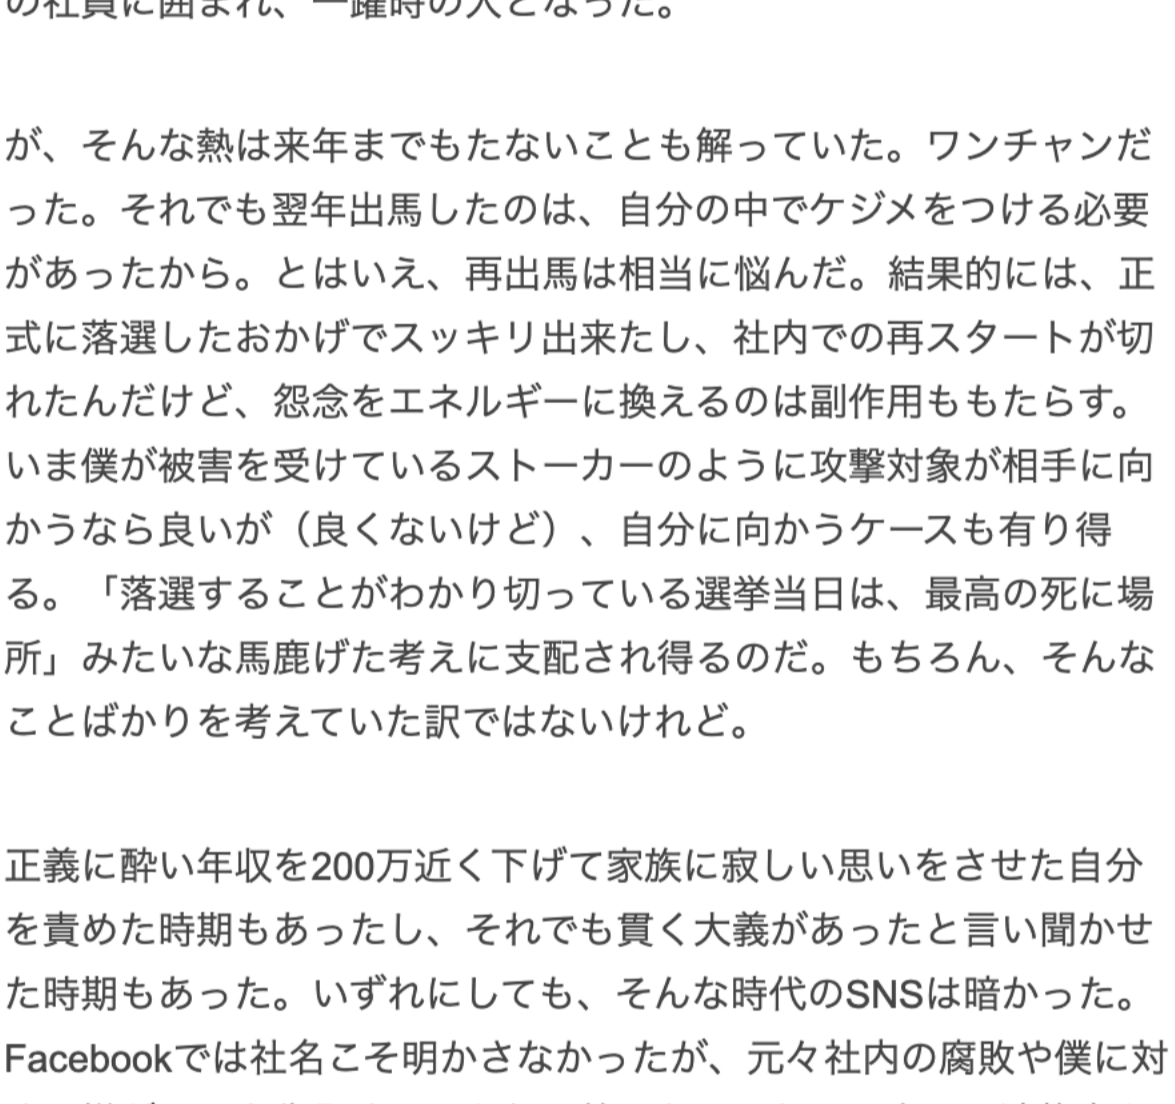 の社員に囲まれ、一躍時の人となった。
が、そんな熱は来年までもたないことも解っていた。ワンチャンだ
った。それでも翌年出馬したのは、自分の中でケジメをつける必要
があったから。とはいえ、再出馬は相当に悩んだ。結果的には、正
式に落選したおかげでスッキリ出来たし、社内での再スタートが切
れたんだけど、怨念をエネルギーに換えるのは副作用ももたらす。
いま僕が被害を受けているストーカーのように攻撃対象が相手に向
かうなら良いが（良くないけど）、自分に向かうケースも有り得
る。「落選することがわかり切っている選挙当日は、最高の死に場
所」みたいな馬鹿げた考えに支配され得るのだ。もちろん、そんな
ことばかりを考えていた訳ではないけれど。
正義に酔い年収を200万近く下げて家族に寂しい思いをさせた自分
を責めた時期もあったし、それでも貫く大義があったと言い聞かせ
た時期もあった。いずれにしても、そんな時代のSNSは暗かった。
Facebookでは社名こそ明かさなかったが、元々社内の腐敗や僕に対